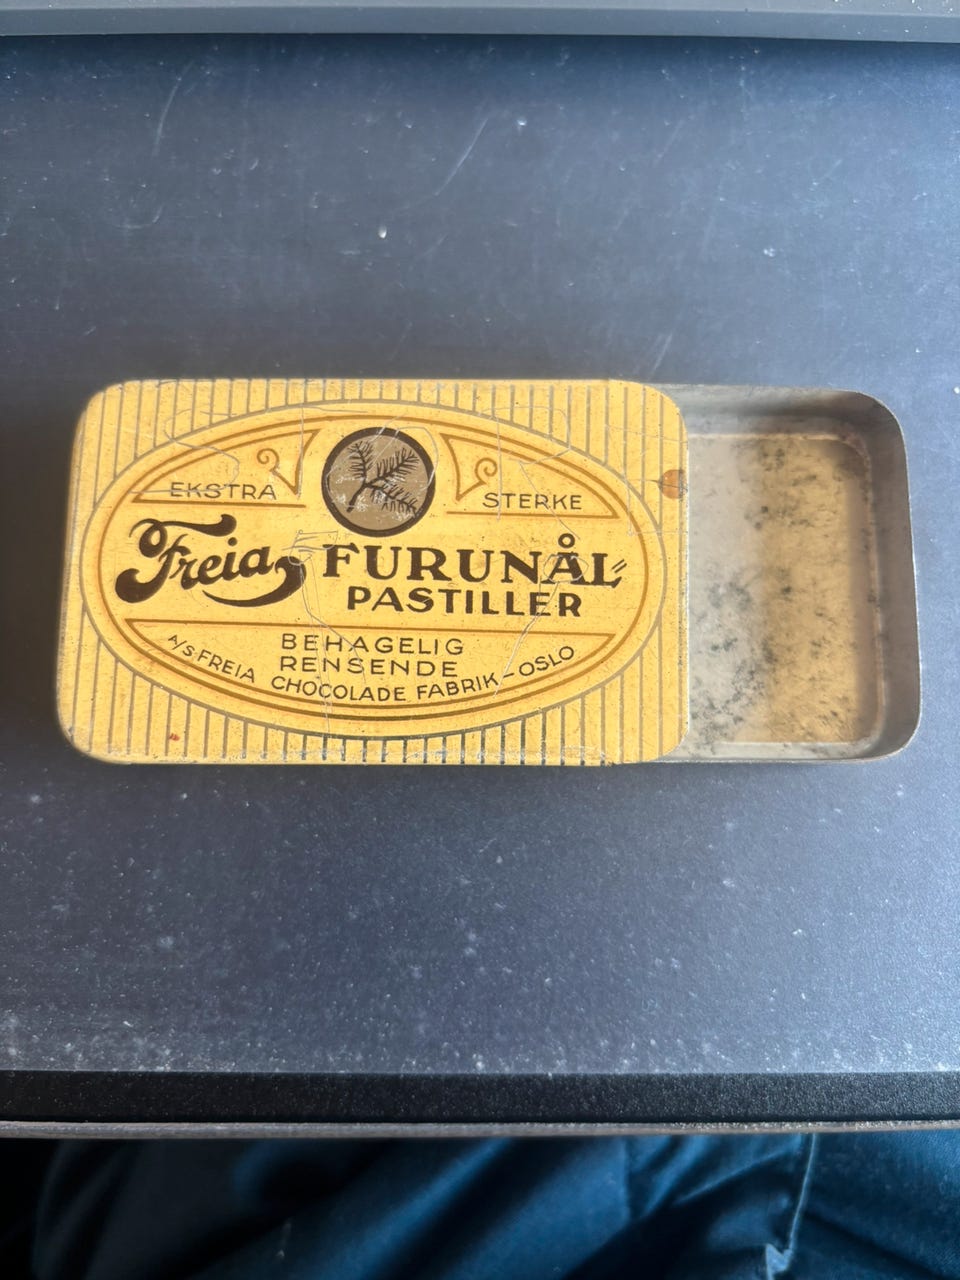 EKSTRA STERKE
Freia FURUNÅL
PASTILLER
BEHAGELIG
RENSENDE
A/S FREIA CHOCOLADE FABRIK - OSLO